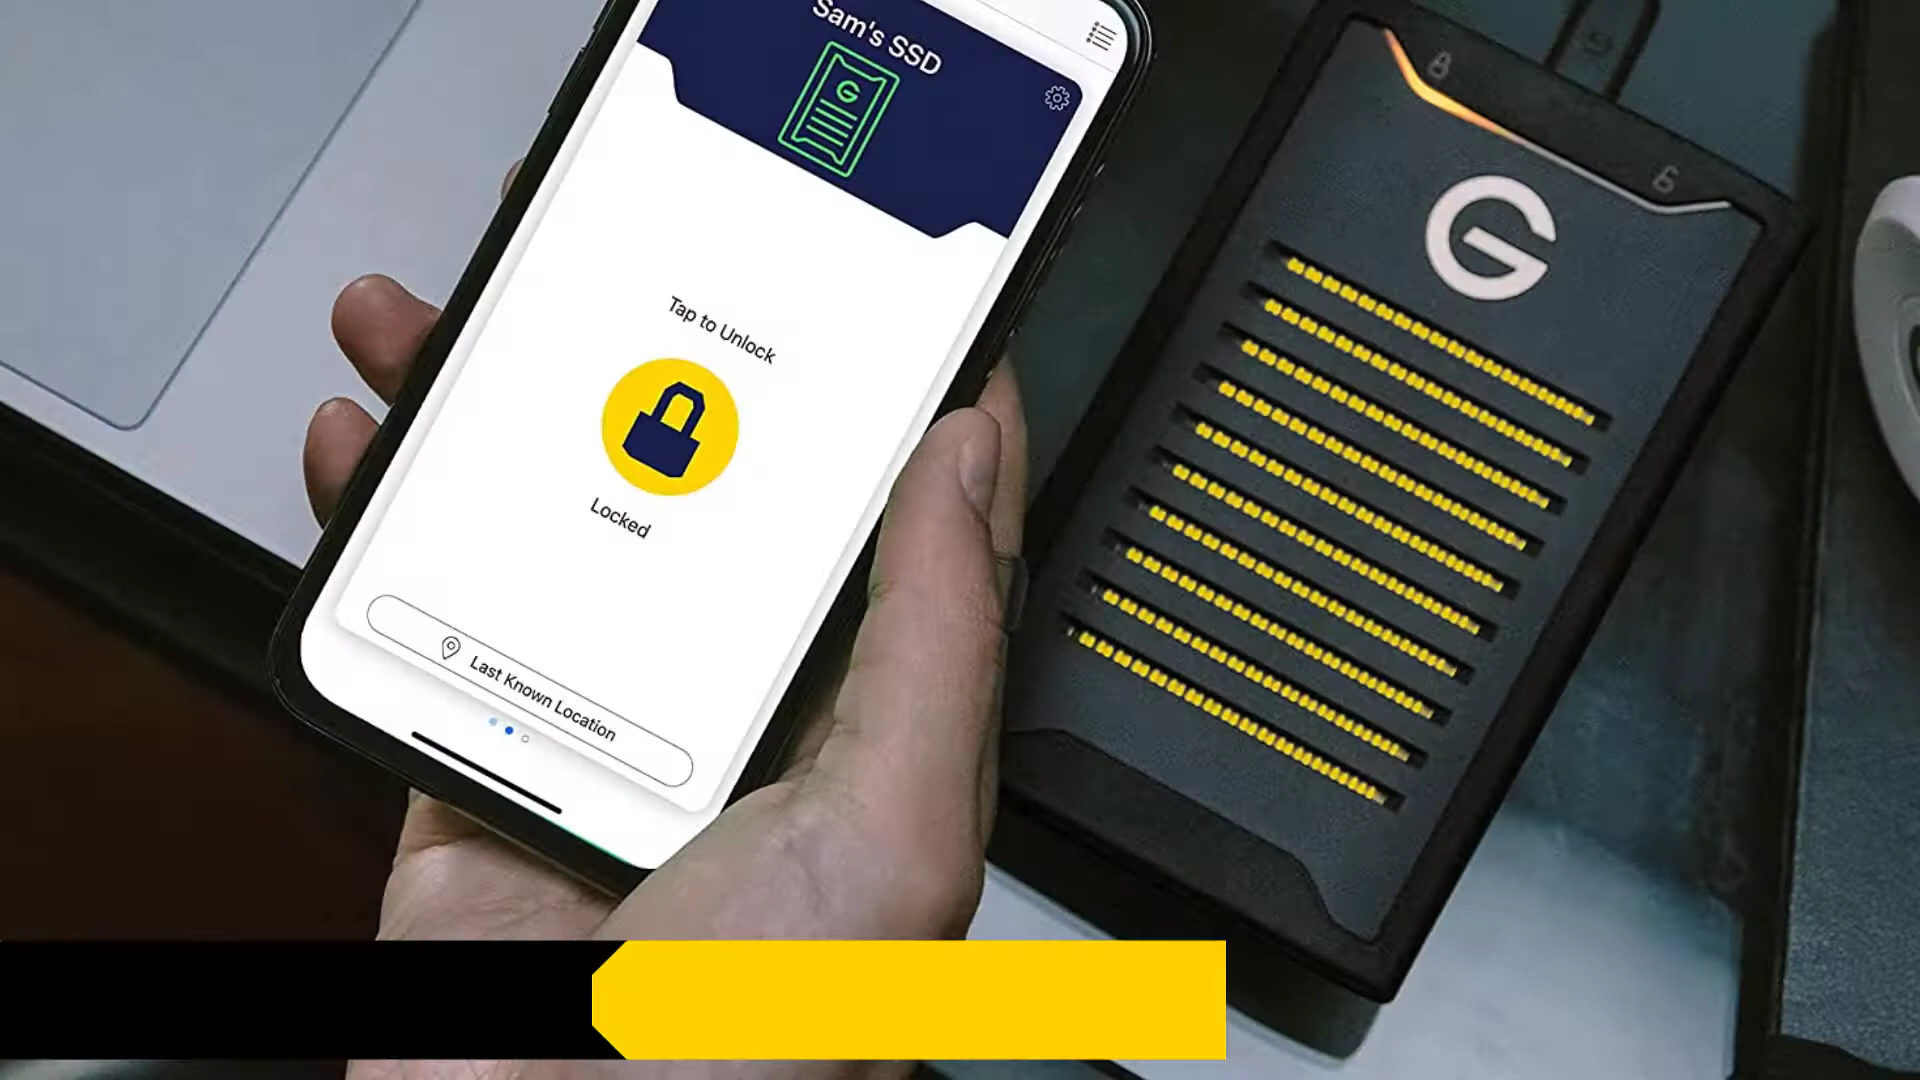 Sam's SSD
G
Tap to Unlock
Locked
Last Known Location
G